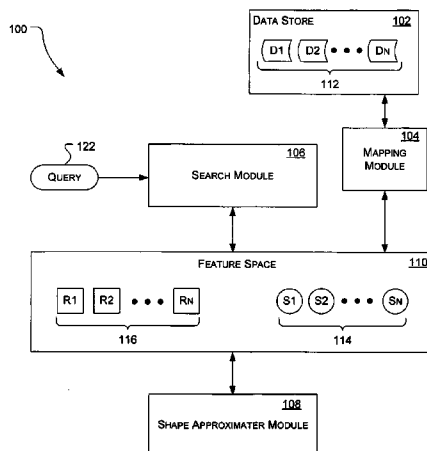 100
DATA STORE 102
D1 D2 • • • DN
112
122
QUERY
106
SEARCH MODULE
104
MAPPING
MODULE
FEATURE SPACE 110
R1 R2 • • • RN S1 S2 • • • SN
116 114
108
SHAPE APPROXIMATER MODULE